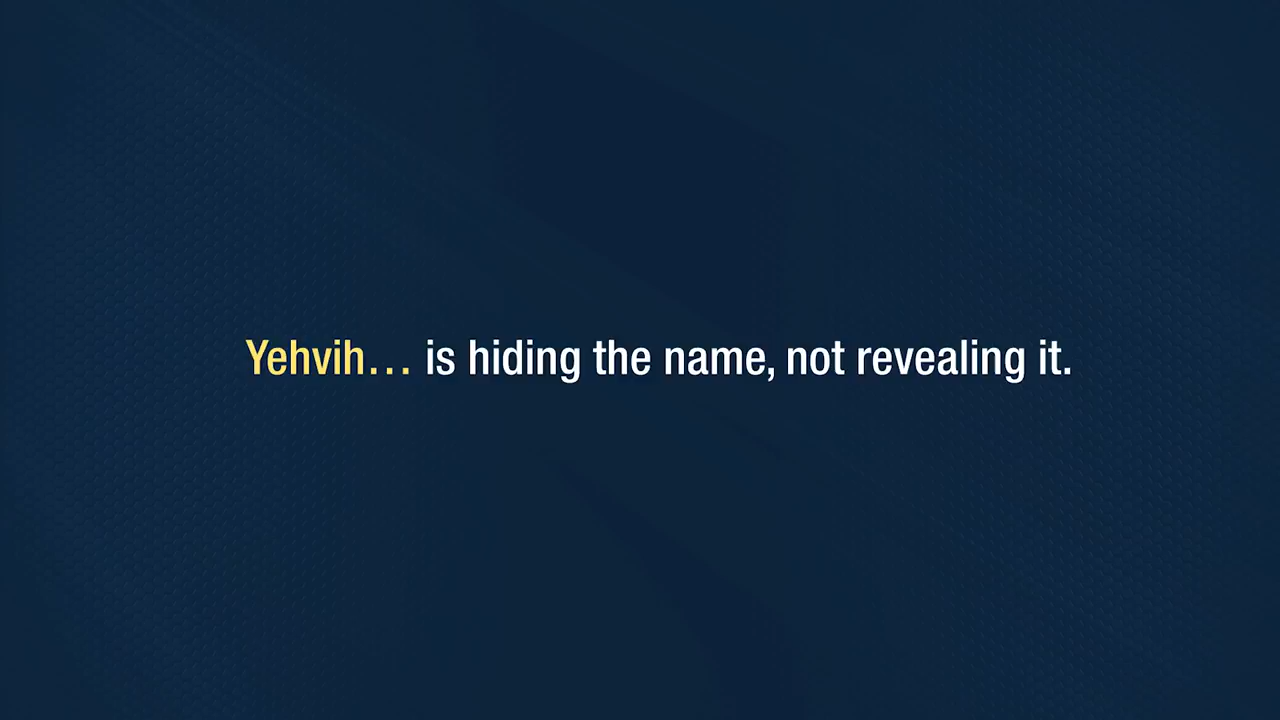 Yehvih… is hiding the name, not revealing it.